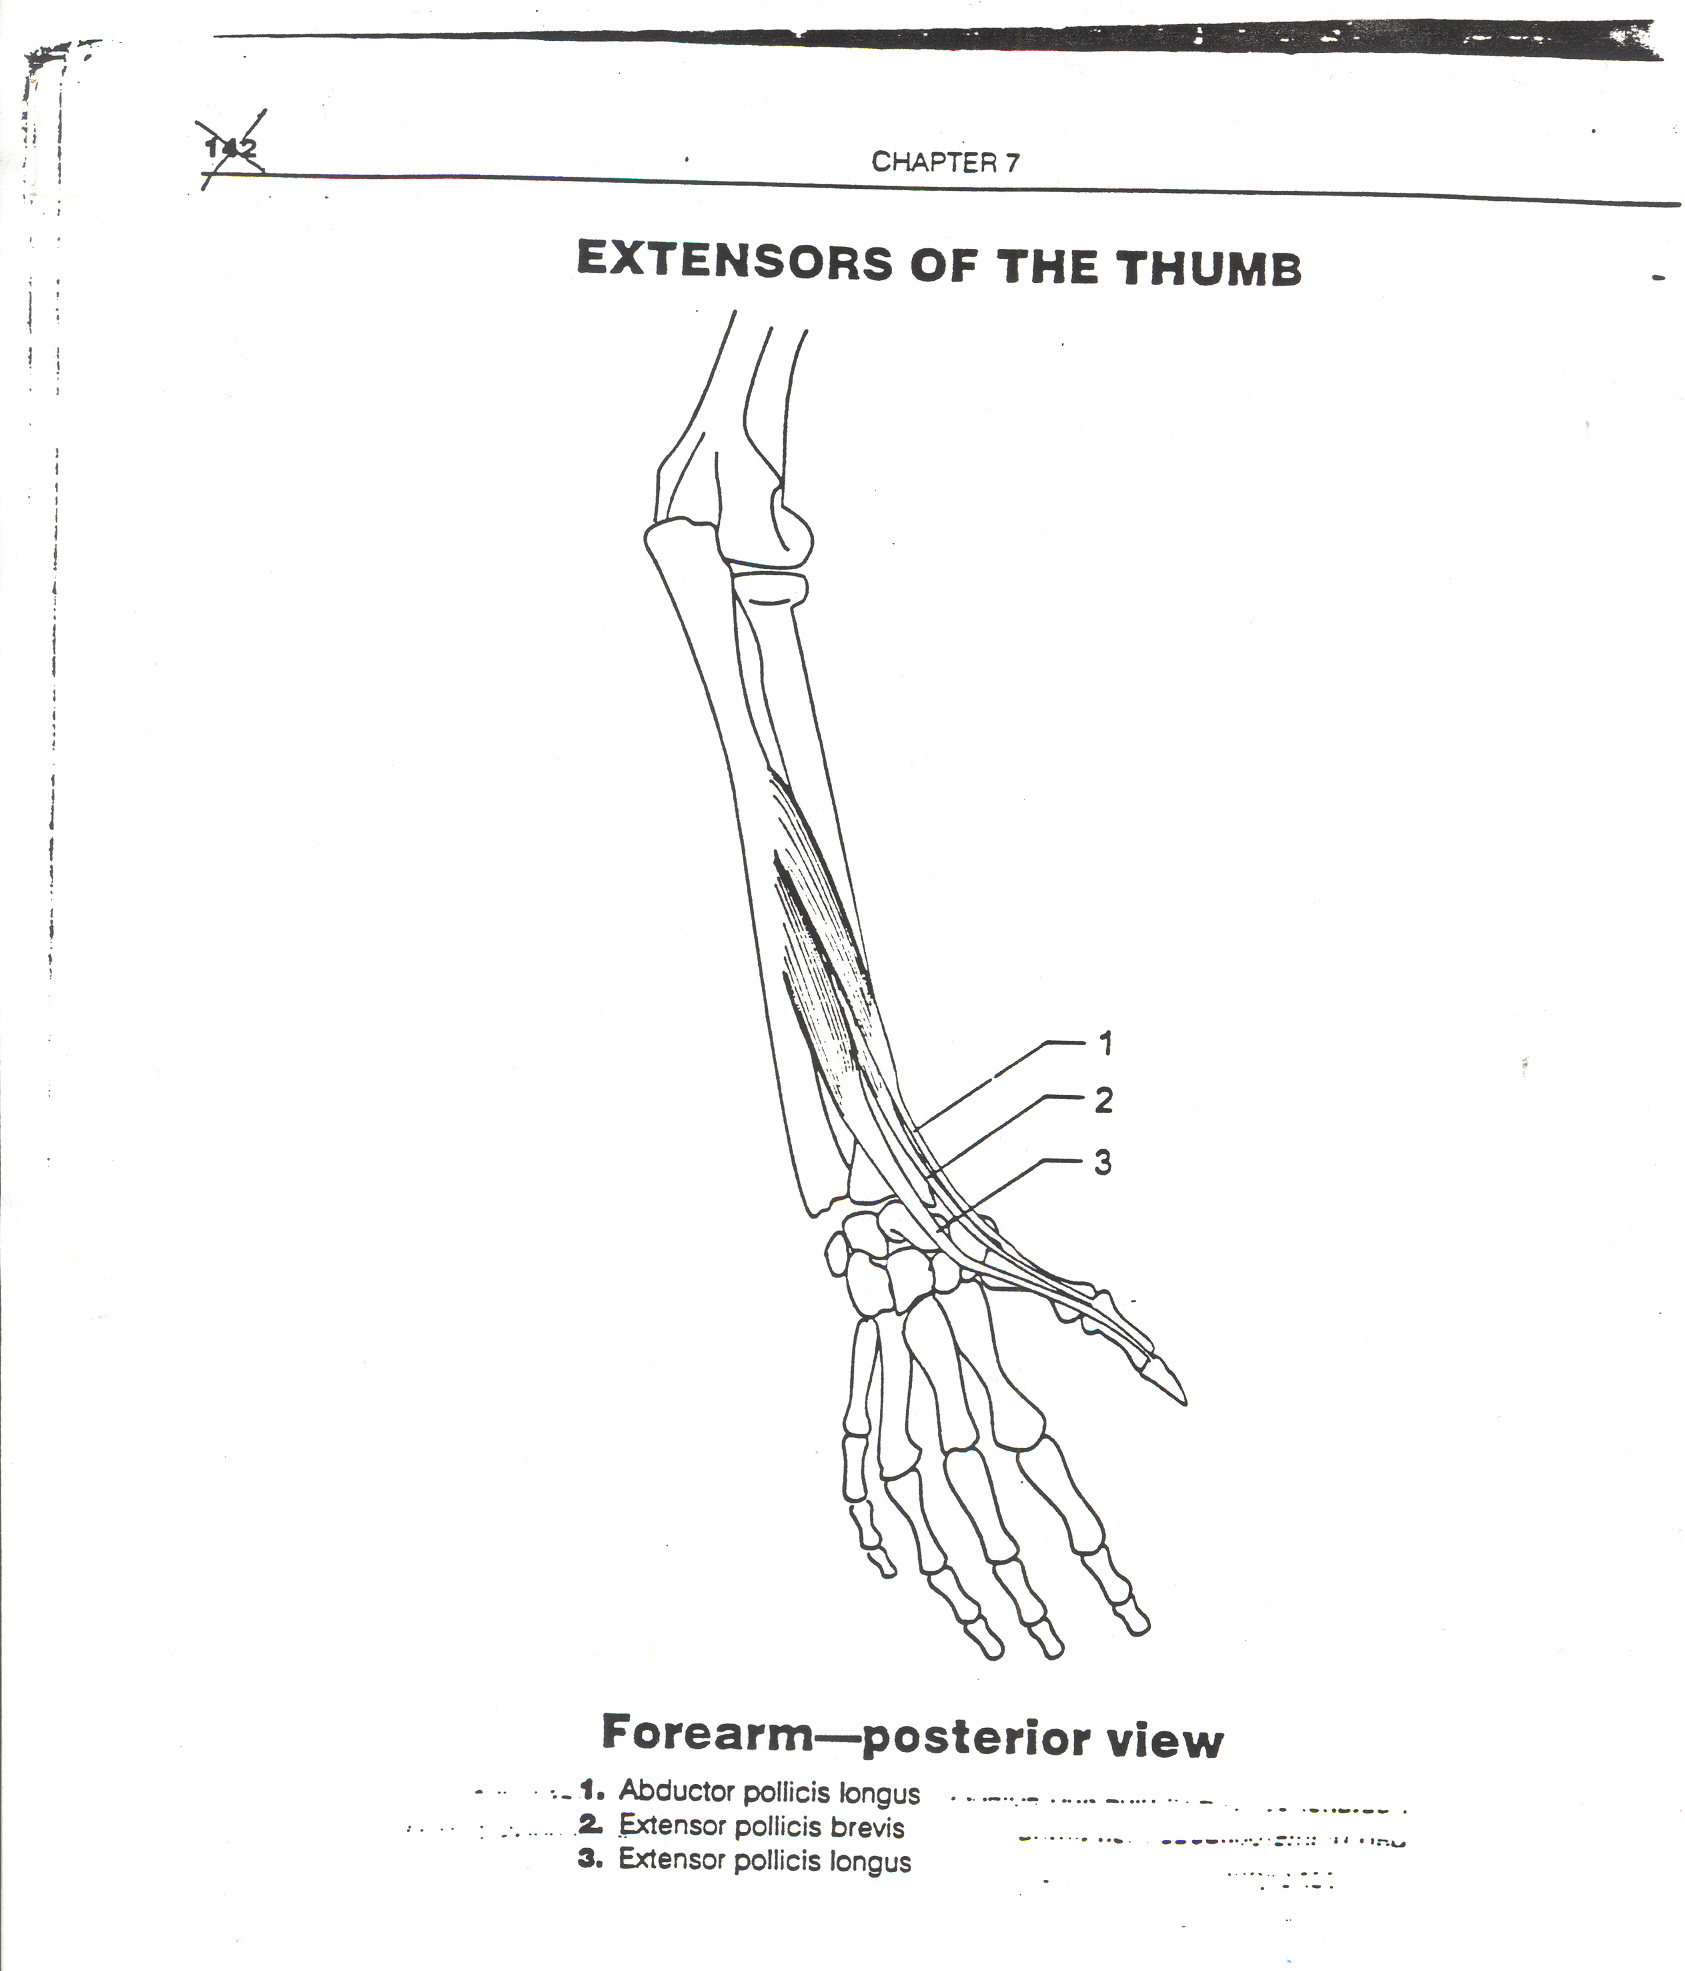 142
CHAPTER 7
EXTENSORS OF THE THUMB
1
2
3
Forearm—posterior view
1. Abductor pollicis longus
2. Extensor pollicis brevis
3. Extensor pollicis longus